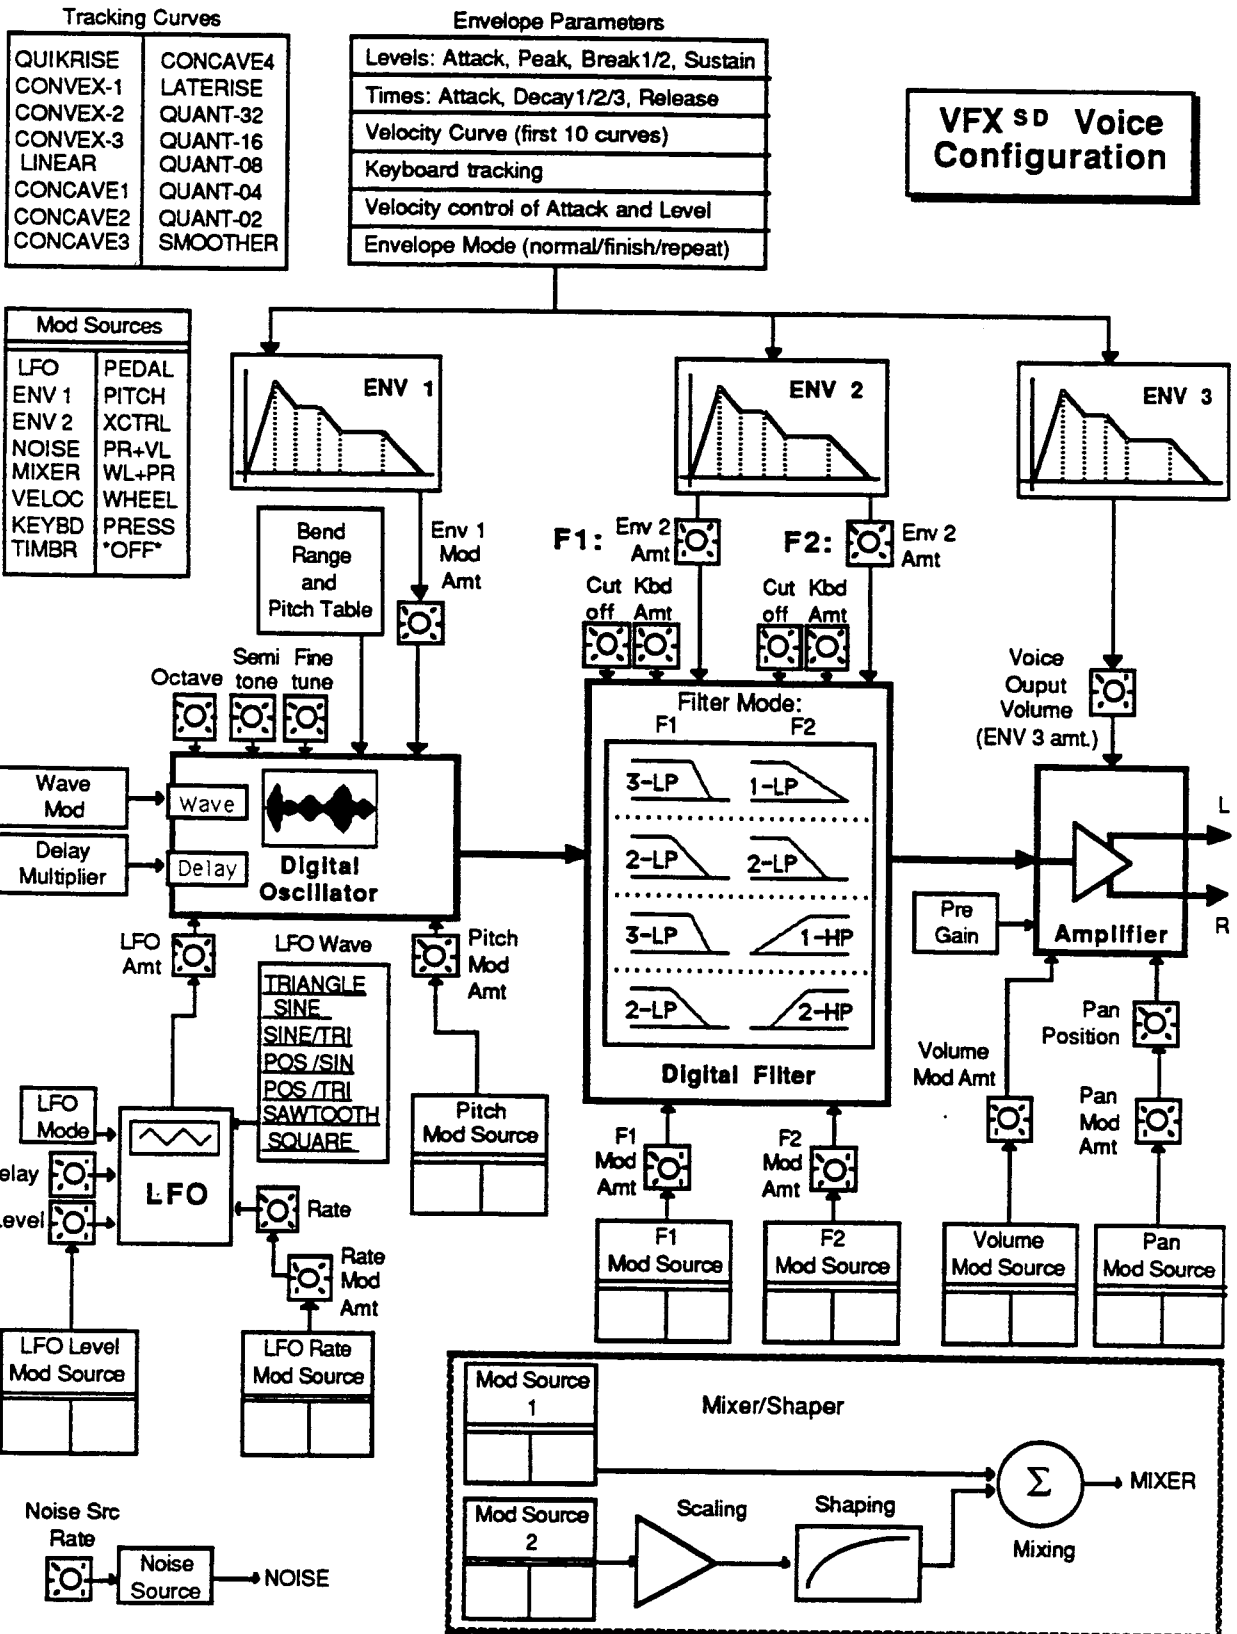 Tracking Curves
QUIKRISE
CONVEX-1
CONVEX-2
CONVEX-3
LINEAR
CONCAVE1
CONCAVE2
CONCAVE3
CONCAVE4
LATERISE
QUANT-32
QUANT-16
QUANT-08
QUANT-04
QUANT-02
SMOOTHER
Envelope Parameters
Levels: Attack, Peak, Break1/2, Sustain
Times: Attack, Decay1/2/3, Release
Velocity Curve (first 10 curves)
Keyboard tracking
Velocity control of Attack and Level
Envelope Mode (normal/finish/repeat)
VFX SD Voice
Configuration
Mod Sources
LFO
ENV 1
ENV 2
NOISE
MIXER
VELOC
KEYBD
TIMBR
PEDAL
PITCH
XCTRL
PR+VL
WL+PR
WHEEL
PRESS
*OFF*
ENV 1
ENV 2
ENV 3
Bend
Range
and
Pitch Table
Env 1
Mod
Amt
F1:
Env 2
Amt
F2:
Env 2
Amt
Cut
off
Kbd
Amt
Cut
off
Kbd
Amt
Octave
Semi
tone
Fine
tune
Voice
Ouput
Volume
(ENV 3 amt.)
Wave
Mod
Wave
Delay
Multiplier
Delay
Digital
Oscillator
Filter Mode:
F1
F2
3-LP
1-LP
2-LP
2-LP
3-LP
1-HP
2-LP
2-HP
Digital Filter
L
R
Pre
Gain
Amplifier
LFO
Amt
LFO Wave
TRIANGLE
SINE
SINE/TRI
POS /SIN
POS /TRI
SAWTOOTH
SQUARE
Pitch
Mod
Amt
Pitch
Mod Source
LFO
Mode
elay
evel
LFO
Rate
Rate
Mod
Amt
LFO Level
Mod Source
LFO Rate
Mod Source
F1
Mod
Amt
F2
Mod
Amt
F1
Mod Source
F2
Mod Source
Volume
Mod Amt
Pan
Position
Pan
Mod
Amt
Volume
Mod Source
Pan
Mod Source
Mod Source
1
Mixer/Shaper
Mod Source
2
Scaling
Shaping
Σ
Mixing
MIXER
Noise Src
Rate
Noise
Source
NOISE